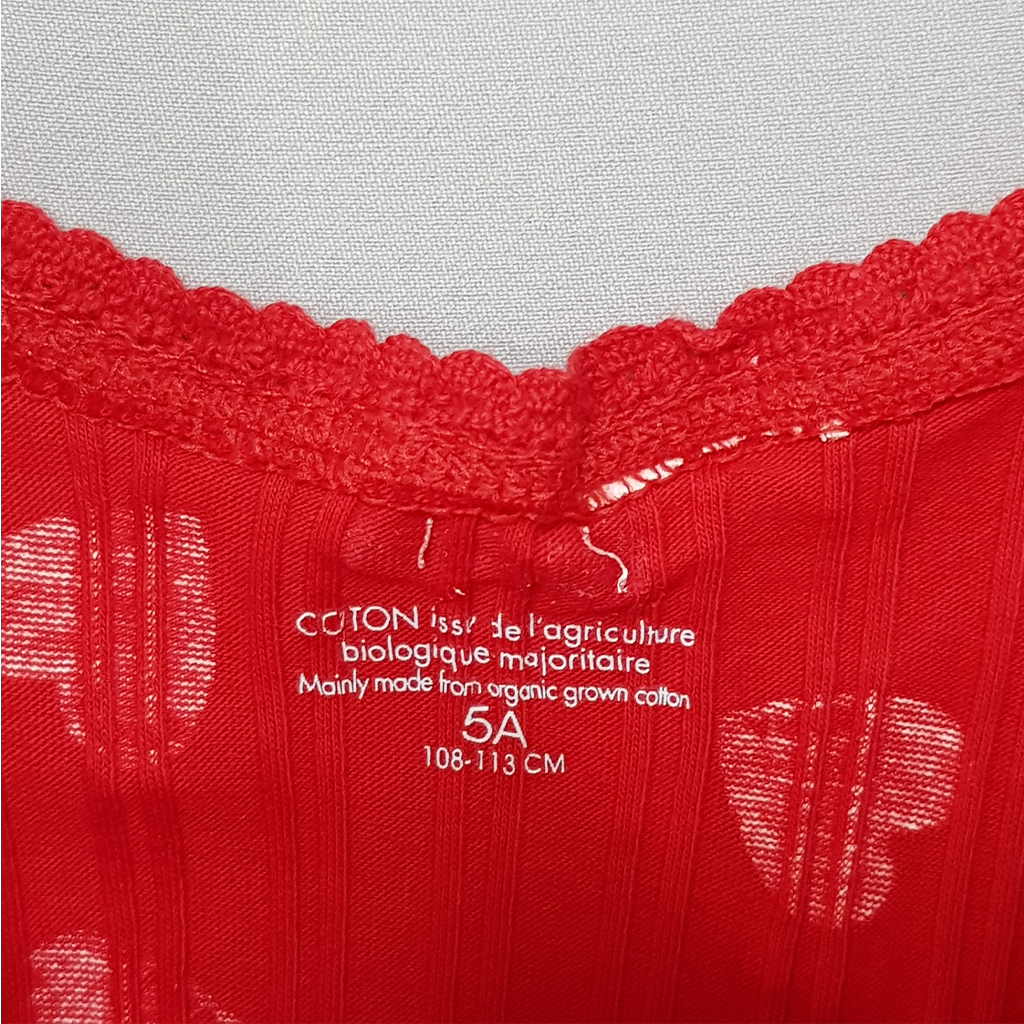 COTON issu de l'agriculture
biologique majoritaire
Mainly made from organic grown cotton
5A
108-113 CM